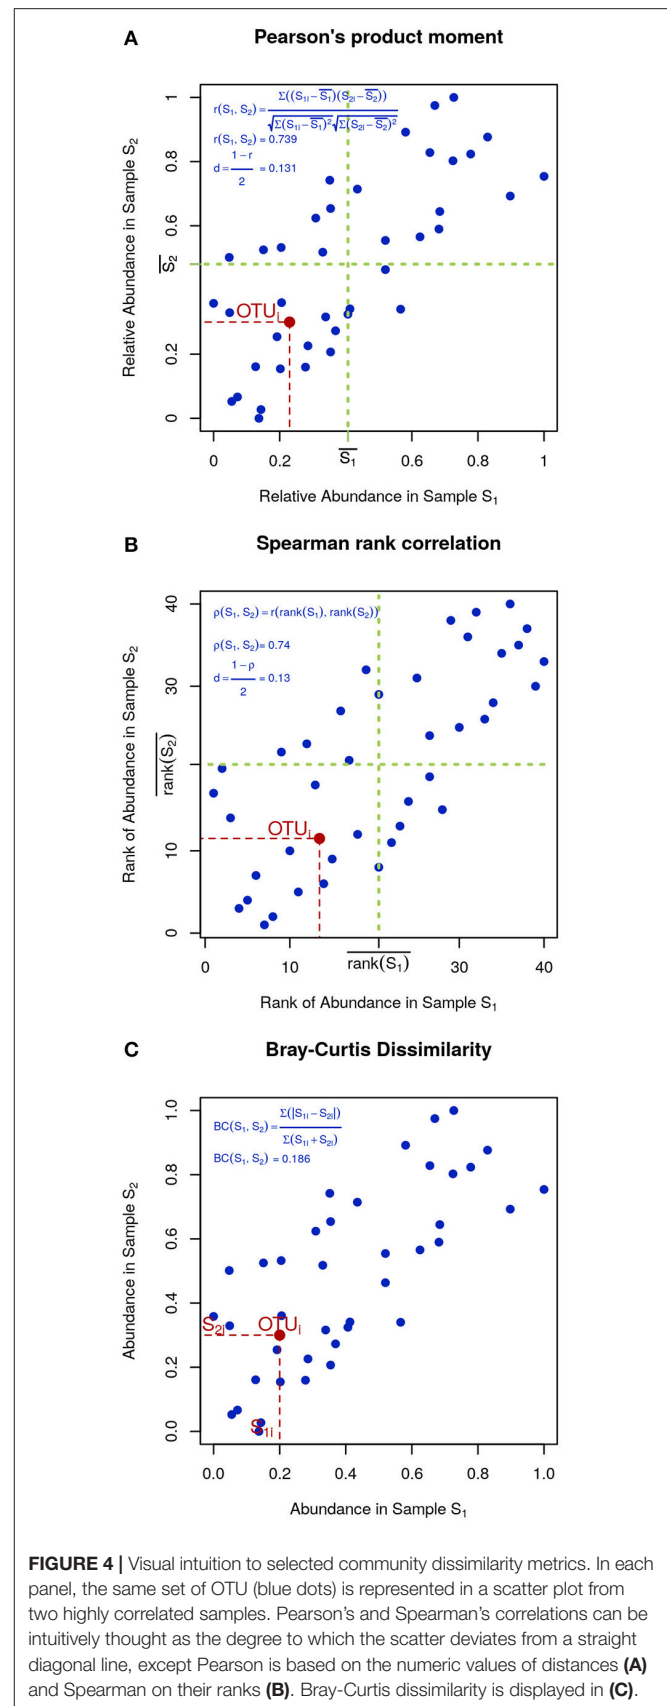 A Pearson's product moment
r(S1, S2) = Σ((S1i − S1)(S2i − S2))
√Σ(S1i − S1)² √Σ(S2i − S2)²
r(S1, S2) = 0.739
d = 1 − r / 2 = 0.131
Relative Abundance in Sample S2
1
0.8
0.6
S2
0.2
0
OTUi
0 0.2 S1 0.6 0.8 1
Relative Abundance in Sample S1
B Spearman rank correlation
ρ(S1, S2) = r(rank(S1), rank(S2))
ρ(S1, S2) = 0.74
d = 1 − ρ / 2 = 0.13
Rank of Abundance in Sample S2
40
30
rank(S2)
10
0
OTUi
0 10 rank(S1) 30 40
Rank of Abundance in Sample S1
C Bray-Curtis Dissimilarity
BC(S1, S2) = Σ(|S1i − S2i|) / Σ(S1i + S2i)
BC(S1, S2) = 0.186
Abundance in Sample S2
1.0
0.8
0.6
0.4
0.2
0.0
S2i OTUi
S1i
0.0 0.2 0.4 0.6 0.8 1.0
Abundance in Sample S1
FIGURE 4 | Visual intuition to selected community dissimilarity metrics. In each
panel, the same set of OTU (blue dots) is represented in a scatter plot from
two highly correlated samples. Pearson's and Spearman's correlations can be
intuitively thought as the degree to which the scatter deviates from a straight
diagonal line, except Pearson is based on the numeric values of distances (A)
and Spearman on their ranks (B). Bray-Curtis dissimilarity is displayed in (C).